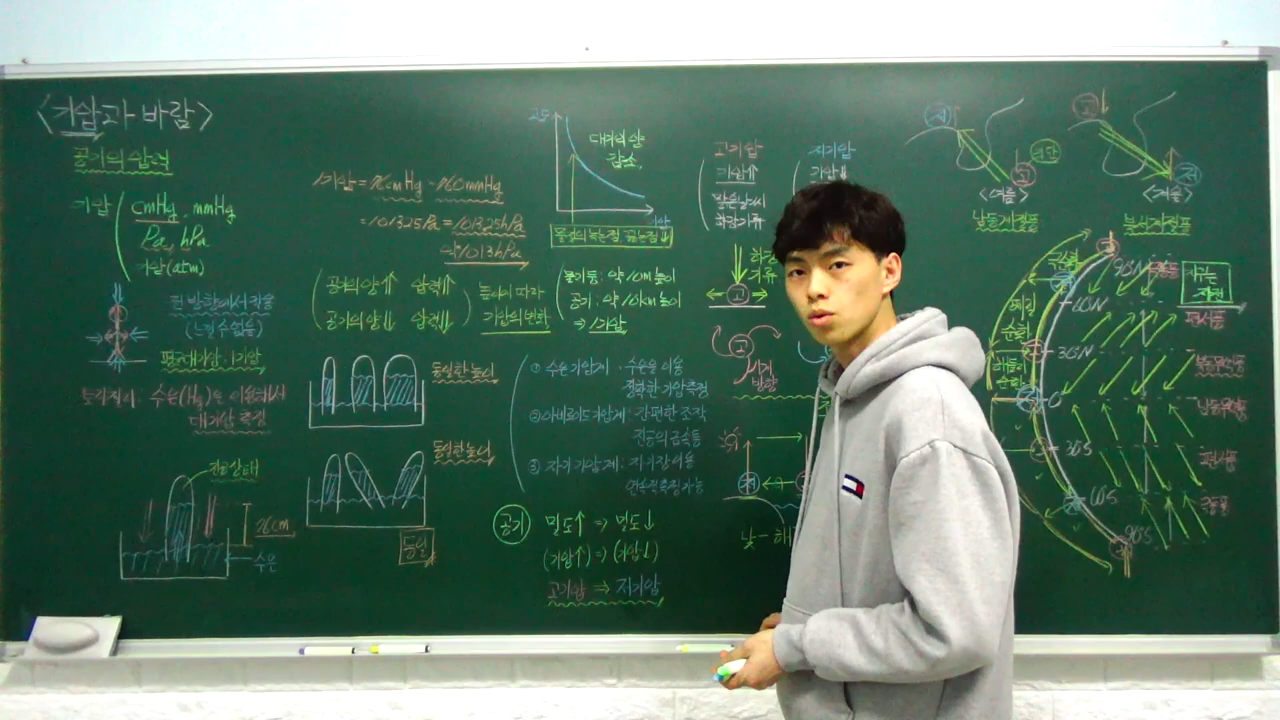 <기압과 바람>
공기의 압력
기압
cmHg, mmHg
Pa, hPa
기압(atm)
모든 방향에서 작용
(느낄 수 없음)
평균대기압: 1기압
토리첼리: 수은(Hg)을 이용해서
대기압 측정
진공상태
76cm
수은
1기압 = 76cmHg = 760mmHg
= 101325Pa = 1013.25hPa
약 1013hPa
공기의 양↑ 압력↑
공기의 양↓ 압력↓
높이에 따라
기압의 변화
물기둥: 약 10m 높이
공기: 약 10km 높이
⇒ 1기압
동일한 높이
동일한 높이
동일
고도
대기의 양
감소
기압
① 수은 기압계: 수은을 이용
정확한 기압측정
② 아네로이드 기압계: 간편한 조작
진공의 금속통
③ 자기 기압계: 자기장 이용
연속적 측정 가능
공기
밀도↑ ⇒ 밀도↓
(기압↑) ⇒ (기압↓)
고기압 ⇒ 저기압
고기압
기압↑
맑은 날씨
하강기류
저기압
기압↓
하강
기류
고
고
시계
방향
저
낮 - 해
저
고
<여름>
남동계절풍
고
저
<겨울>
북서계절풍
90°N
60°N
30°N
0°
30°S
60°S
90°S
극순환
페렐
순환
해들리
순환
지구는
자전
극동풍
편서풍
북동무역풍
남동무역풍
편서풍
극동풍